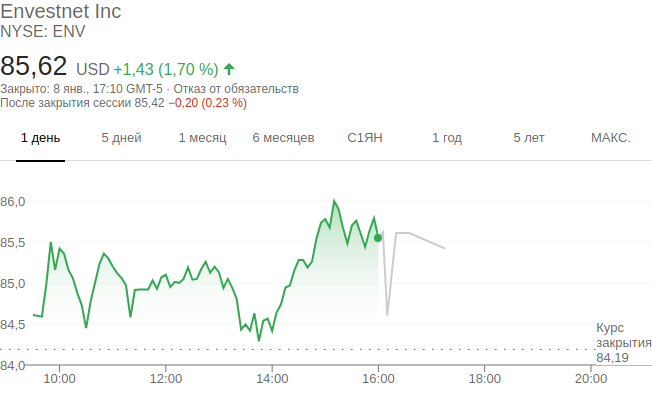 Envestnet Inc
NYSE: ENV
85,62 USD +1,43 (1,70 %)
Закрыто: 8 янв., 17:10 GMT-5 · Отказ от обязательств
После закрытия сессии 85,42 −0,20 (0,23 %)
1 день 5 дней 1 месяц 6 месяцев С1ЯН 1 год 5 лет МАКС.
86,0
85,5
85,0
84,5
84,0
Курс
закрытия
84,19
10:00 12:00 14:00 16:00 18:00 20:00